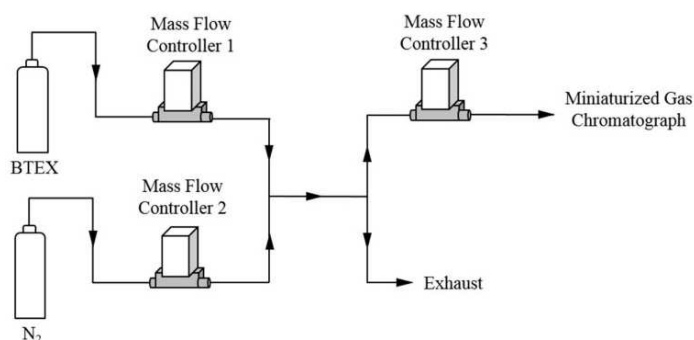 Mass Flow
Controller 1
Mass Flow
Controller 3
Miniaturized Gas
Chromatograph
BTEX
Mass Flow
Controller 2
Exhaust
N₂